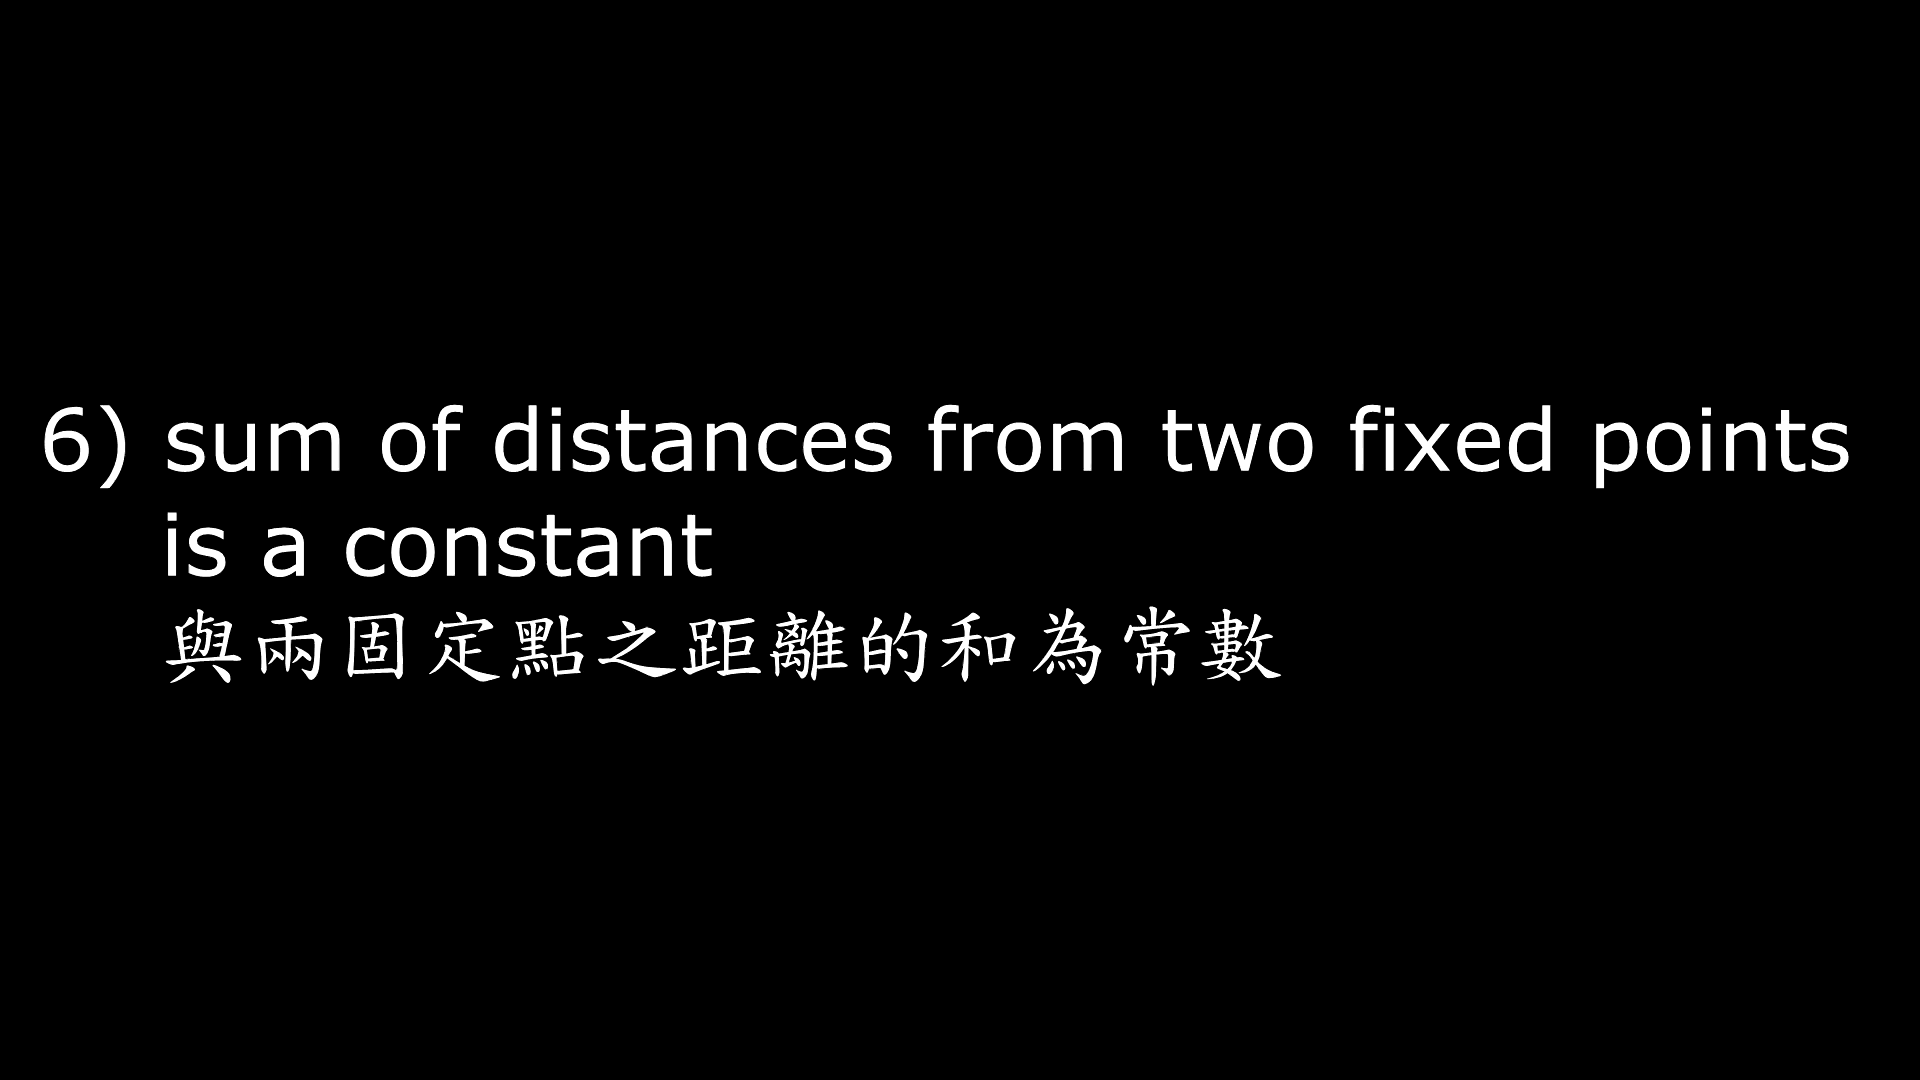 6) sum of distances from two fixed points
is a constant
與兩固定點之距離的和為常數